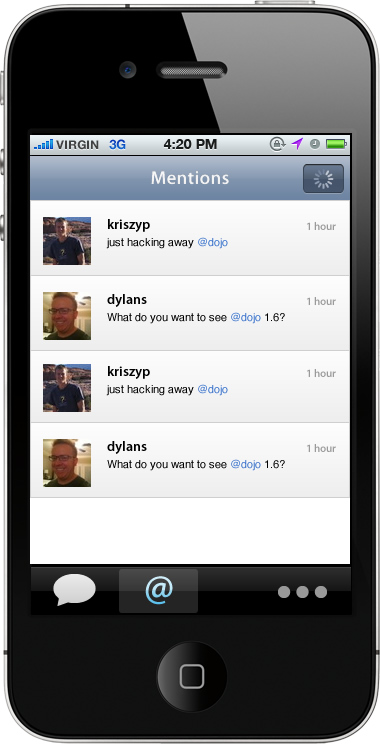 VIRGIN 3G 4:20 PM
Mentions
kriszyp 1 hour
just hacking away @dojo
dylans 1 hour
What do you want to see @dojo 1.6?
kriszyp 1 hour
just hacking away @dojo
dylans 1 hour
What do you want to see @dojo 1.6?
@